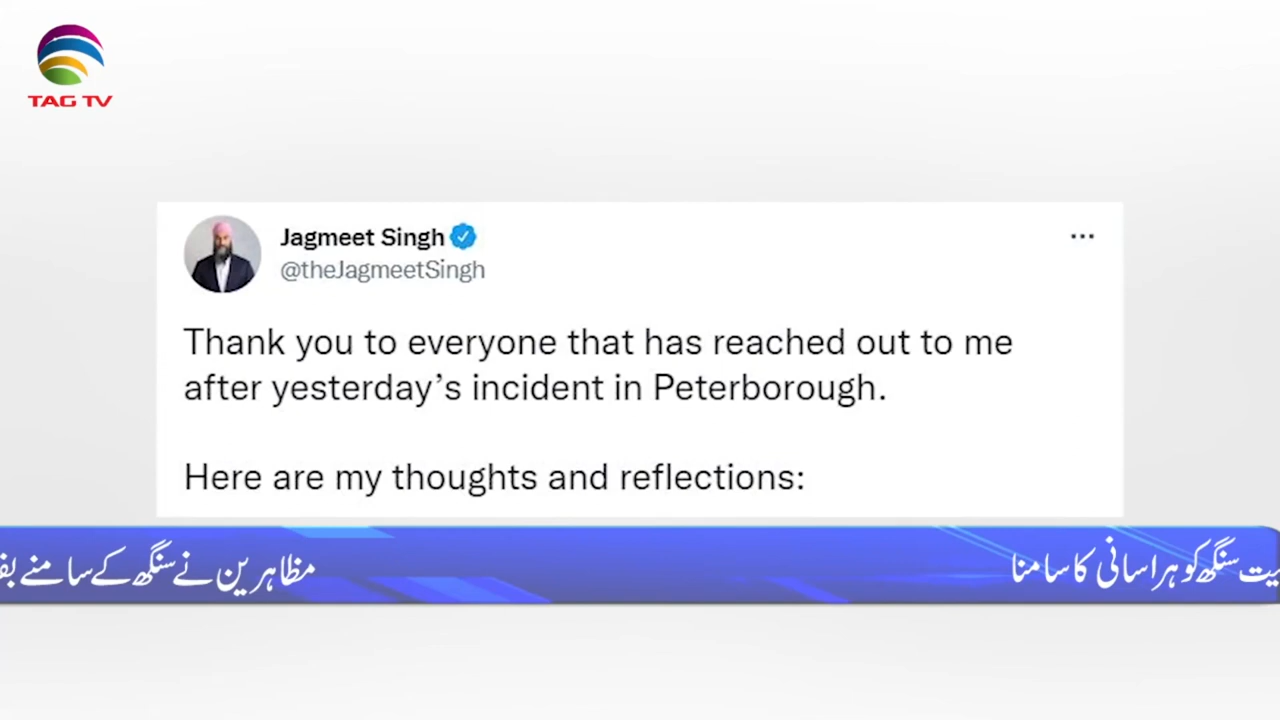 TAG TV
Jagmeet Singh
@theJagmeetSingh
Thank you to everyone that has reached out to me
after yesterday’s incident in Peterborough.
Here are my thoughts and reflections:
سنگھ کو ہراسانی کا سامنا
مظاہرین نے سنگھ کے سامنے